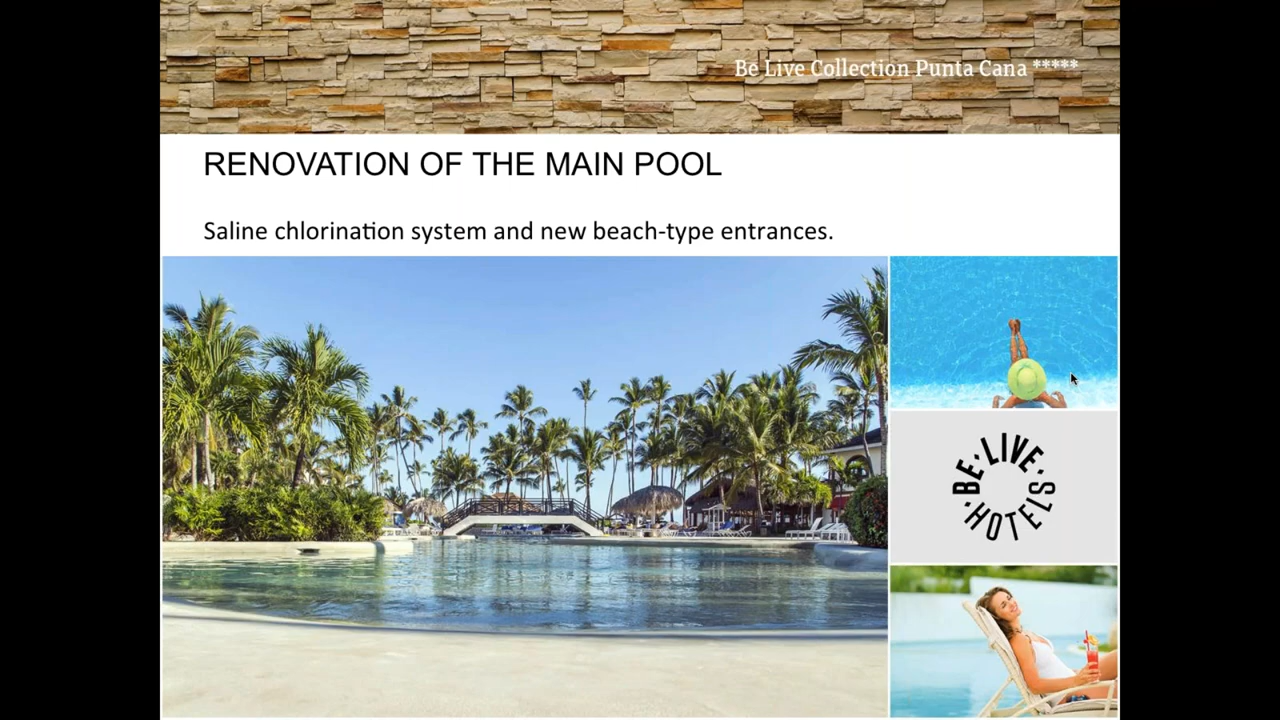 Be Live Collection Punta Cana *****
RENOVATION OF THE MAIN POOL
Saline chlorination system and new beach-type entrances.
BE·LIVE·
·HOTELS